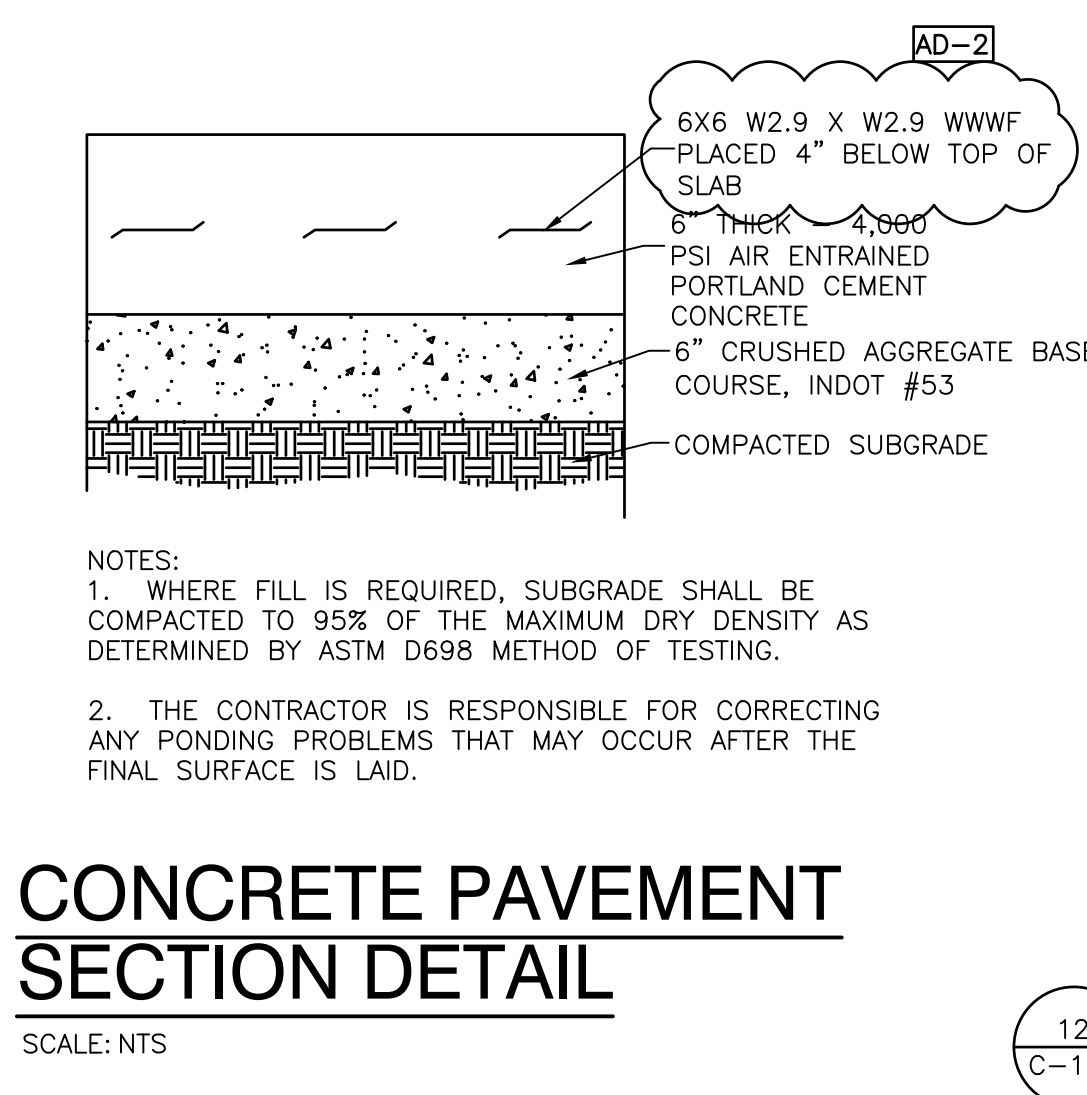 AD-2
6X6 W2.9 X W2.9 WWWF
PLACED 4" BELOW TOP OF
SLAB
6" THICK – 4,000
PSI AIR ENTRAINED
PORTLAND CEMENT
CONCRETE
6" CRUSHED AGGREGATE BASE
COURSE, INDOT #53
COMPACTED SUBGRADE
NOTES:
1. WHERE FILL IS REQUIRED, SUBGRADE SHALL BE
COMPACTED TO 95% OF THE MAXIMUM DRY DENSITY AS
DETERMINED BY ASTM D698 METHOD OF TESTING.
2. THE CONTRACTOR IS RESPONSIBLE FOR CORRECTING
ANY PONDING PROBLEMS THAT MAY OCCUR AFTER THE
FINAL SURFACE IS LAID.
CONCRETE PAVEMENT
SECTION DETAIL
SCALE: NTS
12